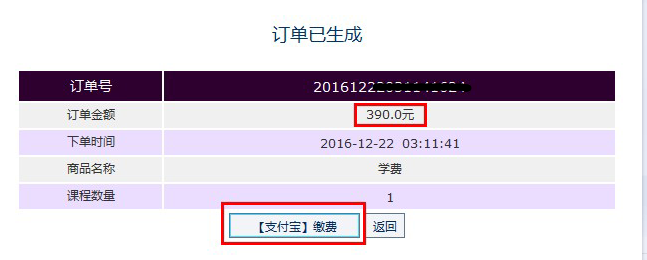 订单已生成
订单号 201612220311
订单金额 390.0元
下单时间 2016-12-22 03:11:41
商品名称 学费
课程数量 1
【支付宝】缴费 返回